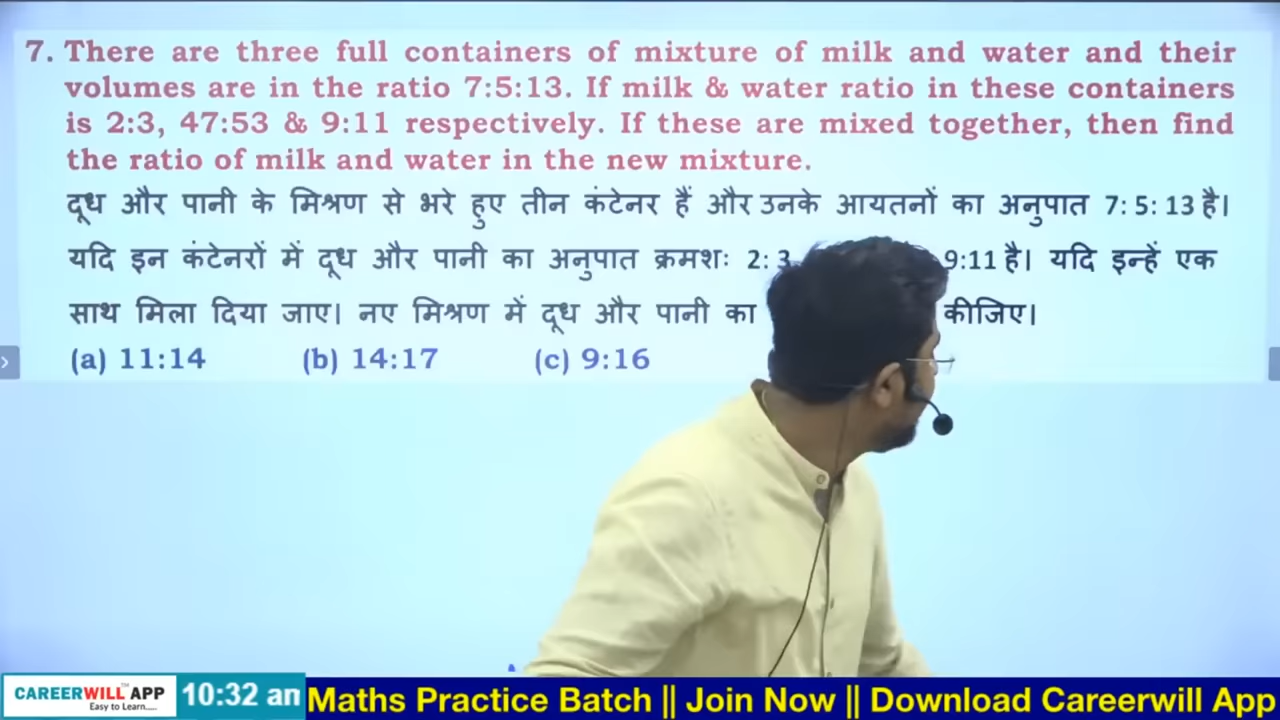 7. There are three full containers of mixture of milk and water and their
volumes are in the ratio 7:5:13. If milk & water ratio in these containers
is 2:3, 47:53 & 9:11 respectively. If these are mixed together, then find
the ratio of milk and water in the new mixture.
दूध और पानी के मिश्रण से भरे हुए तीन कंटेनर हैं और उनके आयतनों का अनुपात 7: 5: 13 है।
यदि इन कंटेनरों में दूध और पानी का अनुपात क्रमशः 2: 3 9:11 है। यदि इन्हें एक
साथ मिला दिया जाए। नए मिश्रण में दूध और पानी का कीजिए।
(a) 11:14 (b) 14:17 (c) 9:16
CAREERWILL APP
Easy to Learn.....
10:32 am
Maths Practice Batch || Join Now || Download Careerwill App